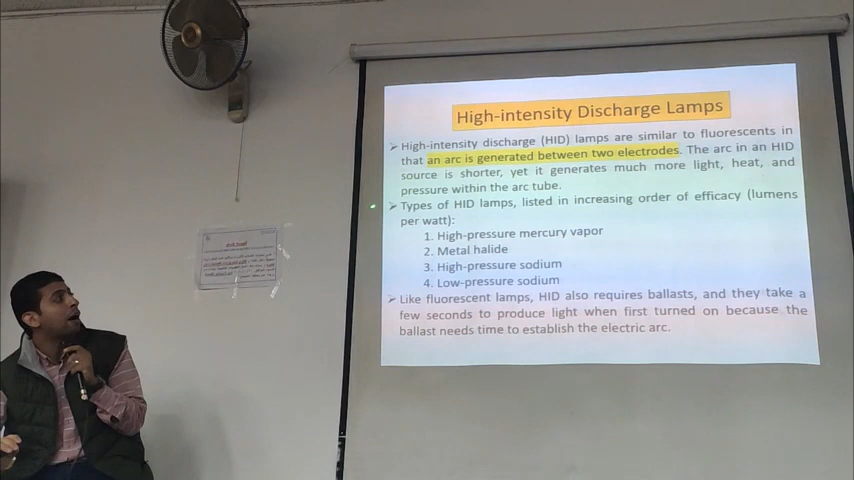 High-intensity Discharge Lamps
➢ High-intensity discharge (HID) lamps are similar to fluorescents in
that an arc is generated between two electrodes. The arc in an HID
source is shorter, yet it generates much more light, heat, and
pressure within the arc tube.
➢ Types of HID lamps, listed in increasing order of efficacy (lumens
per watt):
1. High-pressure mercury vapor
2. Metal halide
3. High-pressure sodium
4. Low-pressure sodium
➢ Like fluorescent lamps, HID also requires ballasts, and they take a
few seconds to produce light when first turned on because the
ballast needs time to establish the electric arc.